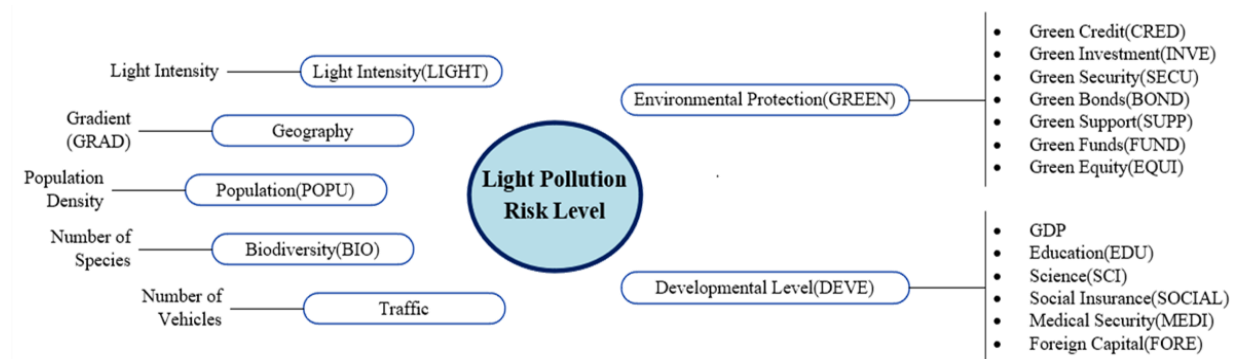 Light Intensity
Light Intensity(LIGHT)
Gradient
(GRAD)
Geography
Population
Density
Population(POPU)
Number of
Species
Biodiversity(BIO)
Number of
Vehicles
Traffic
Light Pollution
Risk Level
Environmental Protection(GREEN)
• Green Credit(CRED)
• Green Investment(INVE)
• Green Security(SECU)
• Green Bonds(BOND)
• Green Support(SUPP)
• Green Funds(FUND)
• Green Equity(EQUI)
Developmental Level(DEVE)
• GDP
• Education(EDU)
• Science(SCI)
• Social Insurance(SOCIAL)
• Medical Security(MEDI)
• Foreign Capital(FORE)